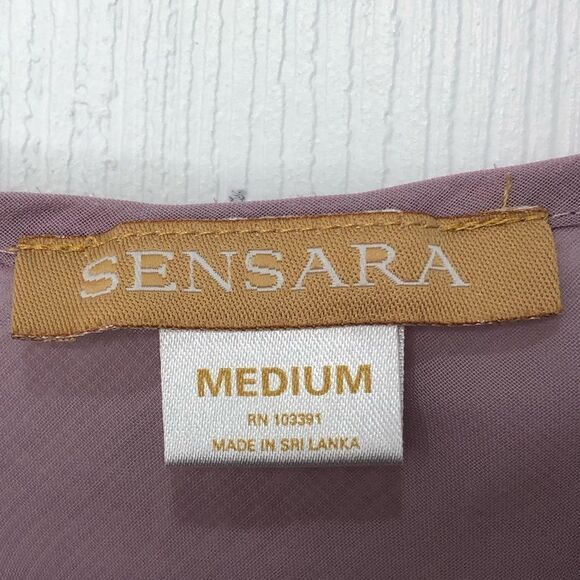 SENSARA
MEDIUM
RN 103391
MADE IN SRI LANKA